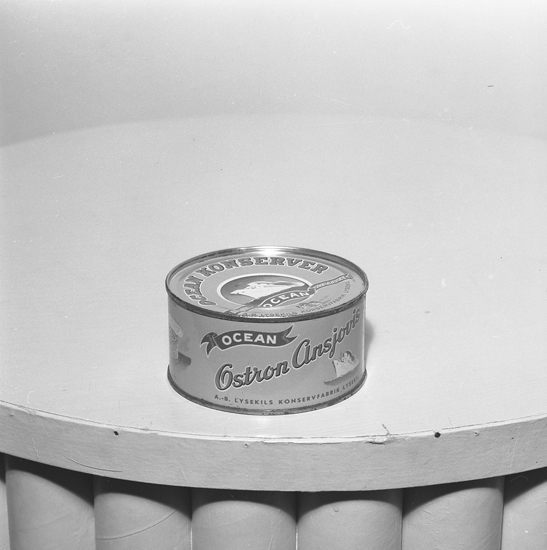 OCEAN KONSERVER
OCEAN
OCEAN
Ostron Ansjovis
A.-B. LYSEKILS KONSERVFABRIK LYSEKIL